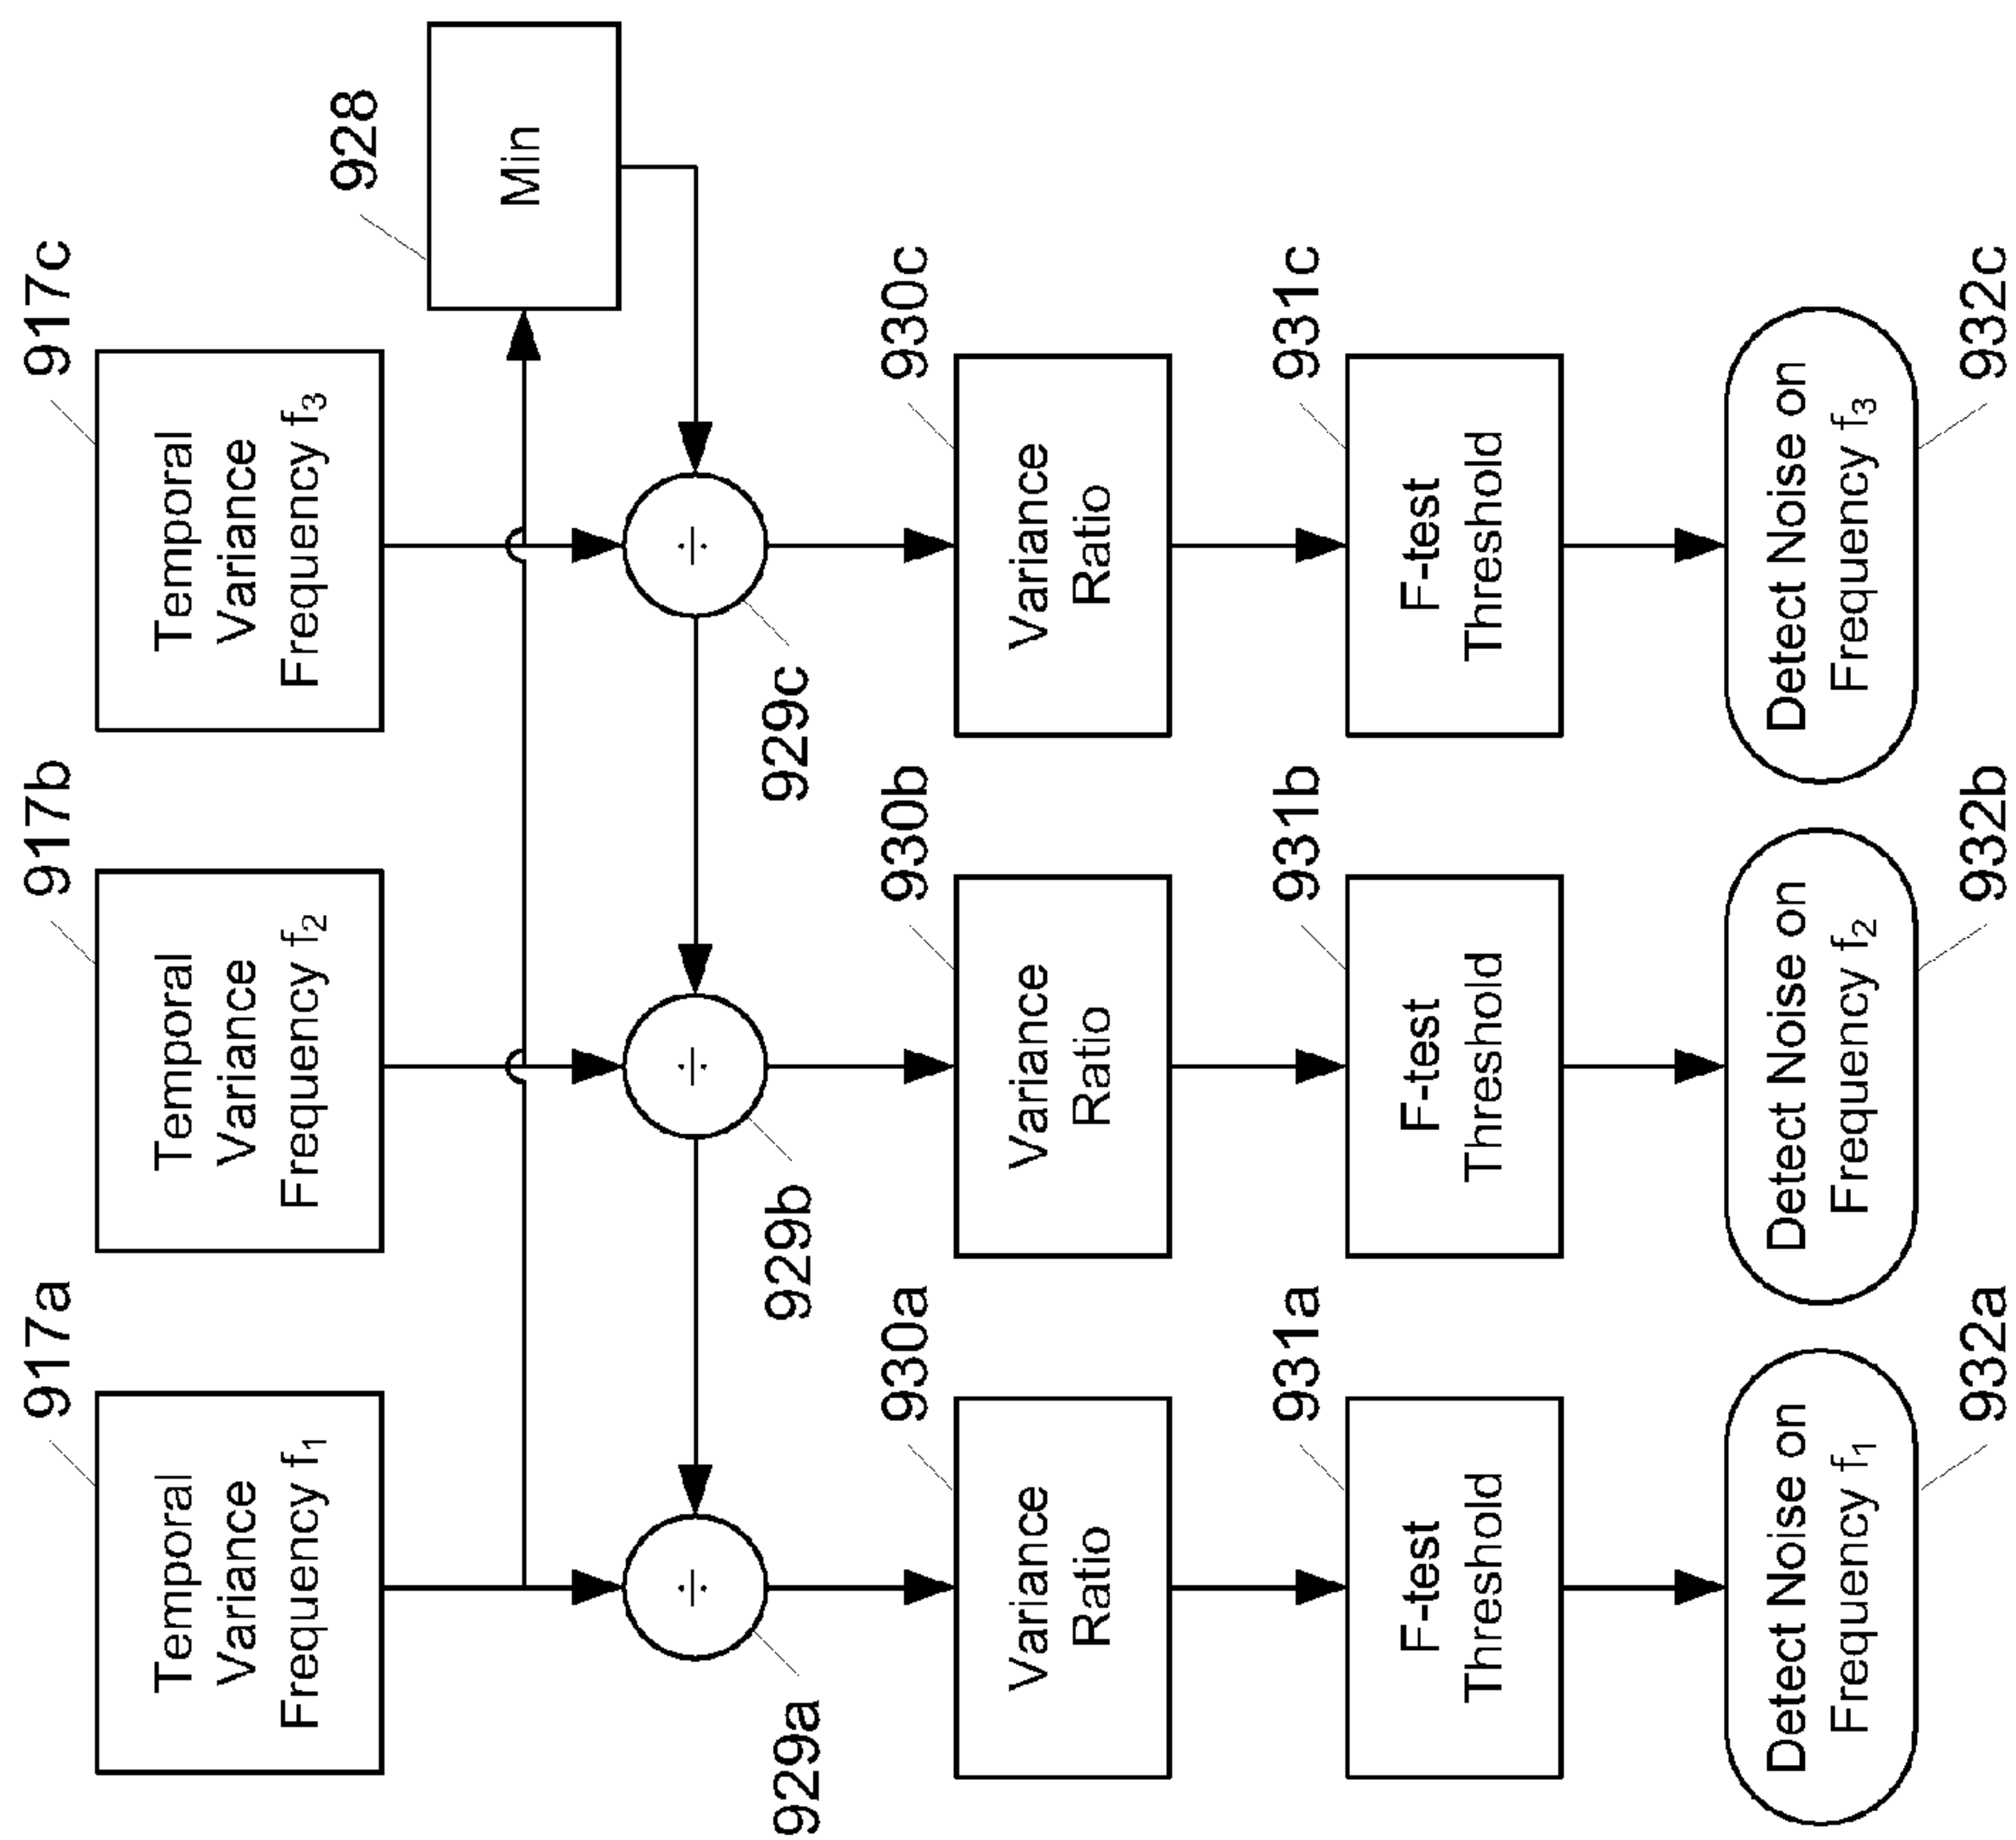 917a
Temporal
Variance
Frequency f₁
917b
Temporal
Variance
Frequency f₂
917c
Temporal
Variance
Frequency f₃
928
Min
÷
929a
÷
929b
÷
929c
930a
Variance
Ratio
930b
Variance
Ratio
930c
Variance
Ratio
931a
F-test
Threshold
931b
F-test
Threshold
931c
F-test
Threshold
Detect Noise on
Frequency f₁
932a
Detect Noise on
Frequency f₂
932b
Detect Noise on
Frequency f₃
932c